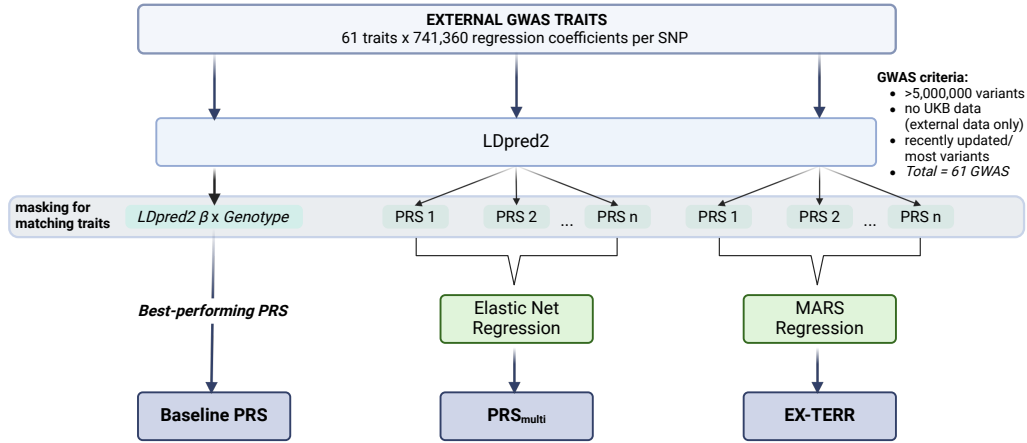 EXTERNAL GWAS TRAITS
61 traits x 741,360 regression coefficients per SNP
GWAS criteria:
• >5,000,000 variants
• no UKB data
(external data only)
• recently updated/
most variants
• Total = 61 GWAS
LDpred2
masking for
matching traits
LDpred2 β x Genotype
PRS 1
PRS 2
...
PRS n
PRS 1
PRS 2
...
PRS n
Best-performing PRS
Elastic Net
Regression
MARS
Regression
Baseline PRS
PRSmulti
EX-TERR